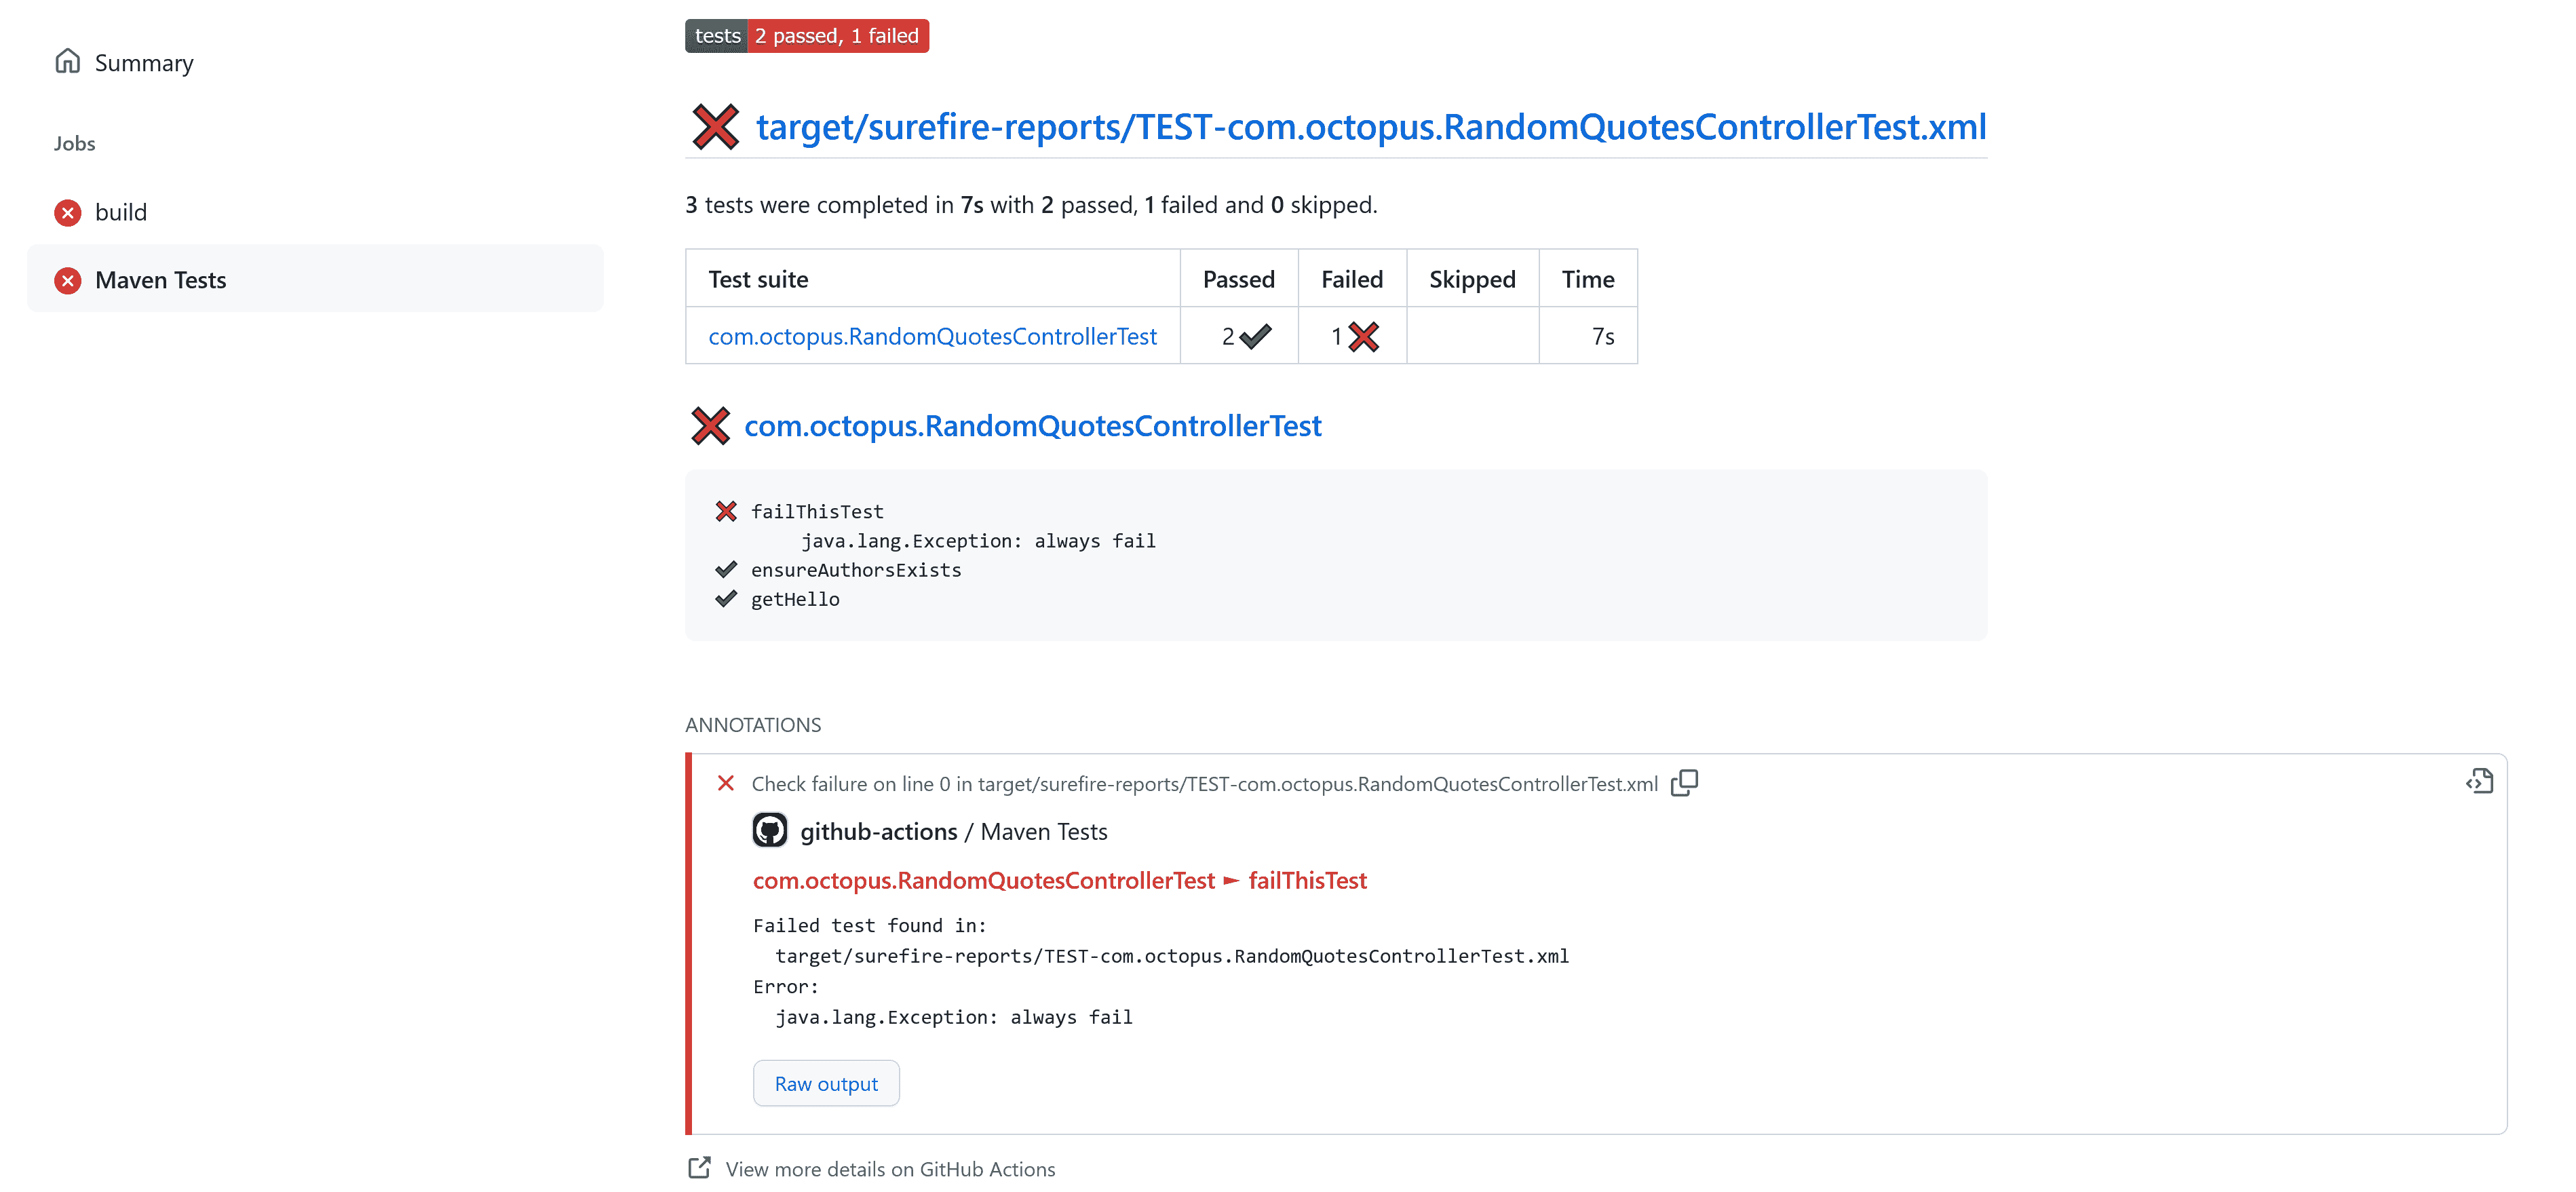 Summary
Jobs
build
Maven Tests
tests 2 passed, 1 failed
target/surefire-reports/TEST-com.octopus.RandomQuotesControllerTest.xml
3 tests were completed in 7s with 2 passed, 1 failed and 0 skipped.
Test suite Passed Failed Skipped Time
com.octopus.RandomQuotesControllerTest 2✔ 1❌ 7s
com.octopus.RandomQuotesControllerTest
❌ failThisTest
java.lang.Exception: always fail
✔ ensureAuthorsExists
✔ getHello
ANNOTATIONS
Check failure on line 0 in target/surefire-reports/TEST-com.octopus.RandomQuotesControllerTest.xml
github-actions / Maven Tests
com.octopus.RandomQuotesControllerTest ► failThisTest
Failed test found in:
target/surefire-reports/TEST-com.octopus.RandomQuotesControllerTest.xml
Error:
java.lang.Exception: always fail
Raw output
View more details on GitHub Actions